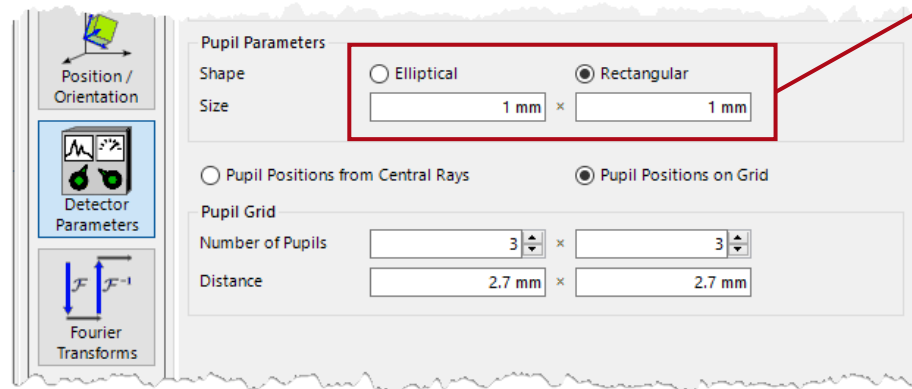 Position /
Orientation
Detector
Parameters
ℱ ℱ⁻¹
Fourier
Transforms
Pupil Parameters
Shape Elliptical Rectangular
Size 1 mm × 1 mm
Pupil Positions from Central Rays Pupil Positions on Grid
Pupil Grid
Number of Pupils 3 × 3
Distance 2.7 mm × 2.7 mm